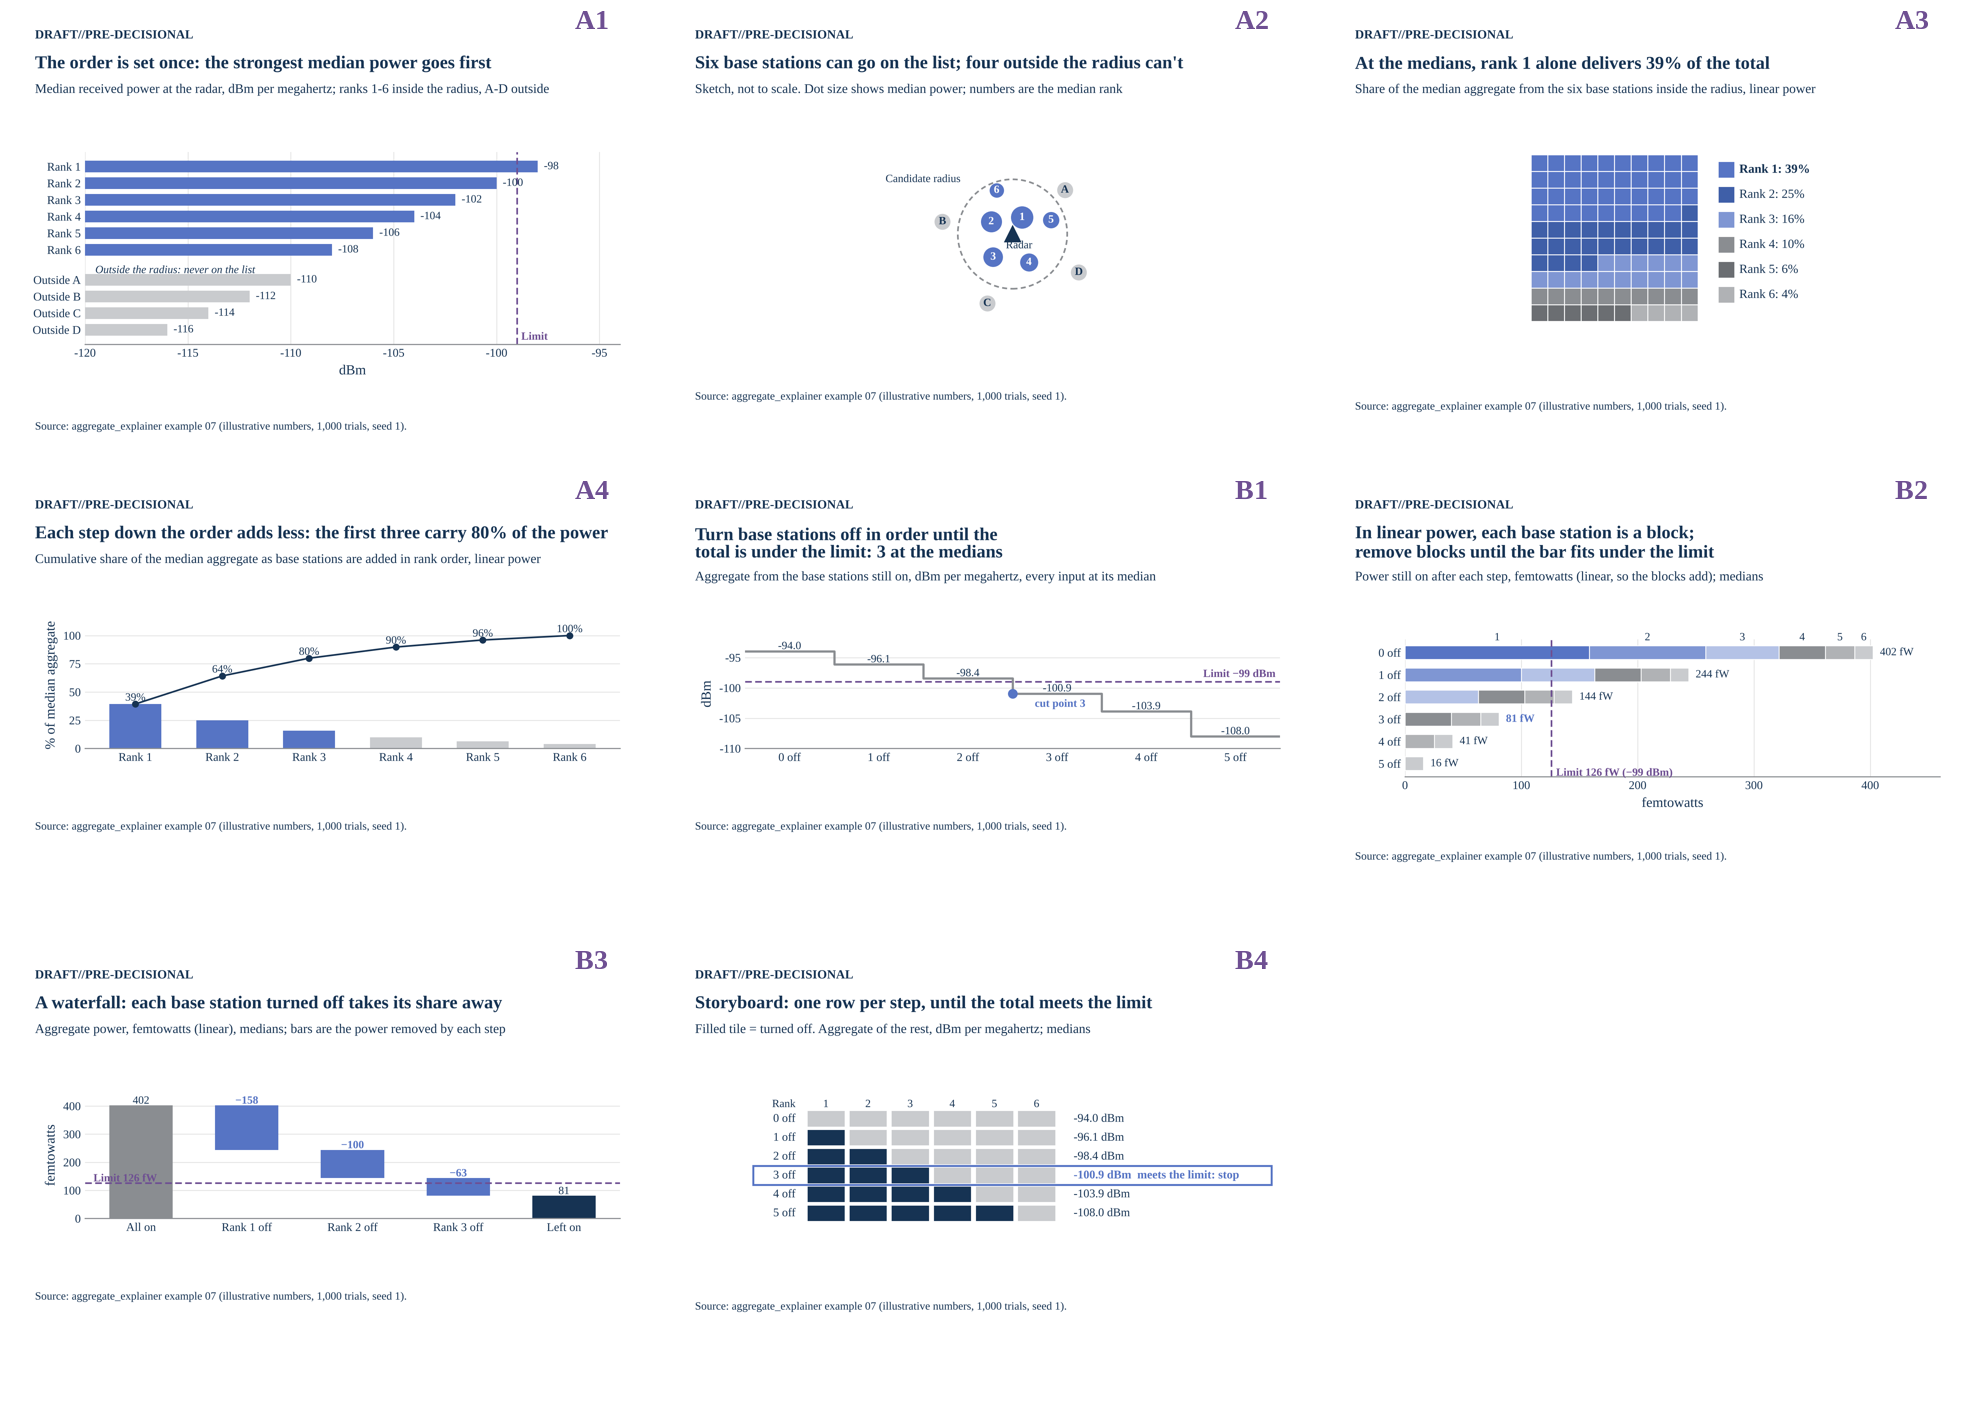 A1
DRAFT//PRE-DECISIONAL
The order is set once: the strongest median power goes first
Median received power at the radar, dBm per megahertz; ranks 1-6 inside the radius, A-D outside
Rank 1 -98
Rank 2 -100
Rank 3 -102
Rank 4 -104
Rank 5 -106
Rank 6 -108
Outside the radius: never on the list
Outside A -110
Outside B -112
Outside C -114
Outside D -116
Limit
-120 -115 -110 -105 -100 -95
dBm
Source: aggregate_explainer example 07 (illustrative numbers, 1,000 trials, seed 1).
A2
DRAFT//PRE-DECISIONAL
Six base stations can go on the list; four outside the radius can't
Sketch, not to scale. Dot size shows median power; numbers are the median rank
Candidate radius
6 A
B 2 1 5
Radar
3 4 D
C
Source: aggregate_explainer example 07 (illustrative numbers, 1,000 trials, seed 1).
A3
DRAFT//PRE-DECISIONAL
At the medians, rank 1 alone delivers 39% of the total
Share of the median aggregate from the six base stations inside the radius, linear power
Rank 1: 39%
Rank 2: 25%
Rank 3: 16%
Rank 4: 10%
Rank 5: 6%
Rank 6: 4%
Source: aggregate_explainer example 07 (illustrative numbers, 1,000 trials, seed 1).
A4
DRAFT//PRE-DECISIONAL
Each step down the order adds less: the first three carry 80% of the power
Cumulative share of the median aggregate as base stations are added in rank order, linear power
% of median aggregate
100
75
50
25
0
39% 64% 80% 90% 96% 100%
Rank 1 Rank 2 Rank 3 Rank 4 Rank 5 Rank 6
Source: aggregate_explainer example 07 (illustrative numbers, 1,000 trials, seed 1).
B1
DRAFT//PRE-DECISIONAL
Turn base stations off in order until the
total is under the limit: 3 at the medians
Aggregate from the base stations still on, dBm per megahertz, every input at its median
dBm
-95
-100
-105
-110
-94.0
-96.1
-98.4
Limit −99 dBm
-100.9
cut point 3
-103.9
-108.0
0 off 1 off 2 off 3 off 4 off 5 off
Source: aggregate_explainer example 07 (illustrative numbers, 1,000 trials, seed 1).
B2
DRAFT//PRE-DECISIONAL
In linear power, each base station is a block;
remove blocks until the bar fits under the limit
Power still on after each step, femtowatts (linear, so the blocks add); medians
1 2 3 4 5 6
0 off 402 fW
1 off 244 fW
2 off 144 fW
3 off 81 fW
4 off 41 fW
5 off 16 fW
Limit 126 fW (−99 dBm)
0 100 200 300 400
femtowatts
Source: aggregate_explainer example 07 (illustrative numbers, 1,000 trials, seed 1).
B3
DRAFT//PRE-DECISIONAL
A waterfall: each base station turned off takes its share away
Aggregate power, femtowatts (linear), medians; bars are the power removed by each step
femtowatts
400
300
200
100
0
402
−158
−100
−63
81
Limit 126 fW
All on Rank 1 off Rank 2 off Rank 3 off Left on
Source: aggregate_explainer example 07 (illustrative numbers, 1,000 trials, seed 1).
B4
DRAFT//PRE-DECISIONAL
Storyboard: one row per step, until the total meets the limit
Filled tile = turned off. Aggregate of the rest, dBm per megahertz; medians
Rank 1 2 3 4 5 6
0 off -94.0 dBm
1 off -96.1 dBm
2 off -98.4 dBm
3 off -100.9 dBm meets the limit: stop
4 off -103.9 dBm
5 off -108.0 dBm
Source: aggregate_explainer example 07 (illustrative numbers, 1,000 trials, seed 1).